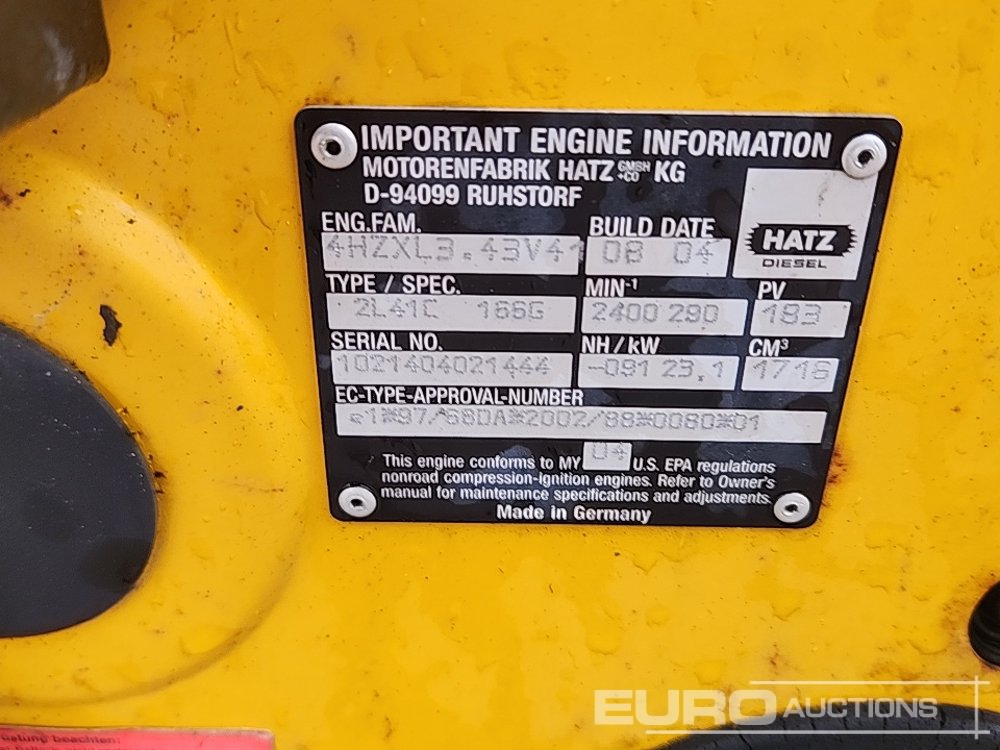 IMPORTANT ENGINE INFORMATION
MOTORENFABRIK HATZ GMBH +CO KG
D-94099 RUHSTORF
ENG.FAM. BUILD DATE
4HZXL3.43V41 08 04
HATZ
DIESEL
TYPE / SPEC. MIN-1 PV
2L41C 166G 2400 280 183
SERIAL NO. NH/kW CM³
1021404021444 -091 23.1 1716
EC-TYPE-APPROVAL-NUMBER
e1*97/68DA*2002/88*0080*01
This engine conforms to MY 04 U.S. EPA regulations
nonroad compression-ignition engines. Refer to Owner's
manual for maintenance specifications and adjustments.
Made in Germany
EURO AUCTIONS
beachten: